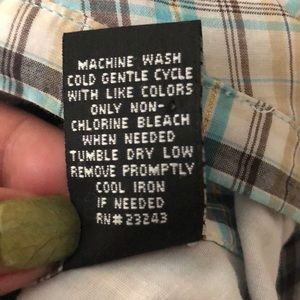 MACHINE WASH
COLD GENTLE CYCLE
WITH LIKE COLORS
ONLY NON-
CHLORINE BLEACH
WHEN NEEDED
TUMBLE DRY LOW
REMOVE PROMPTLY
COOL IRON
IF NEEDED
RN# 23243